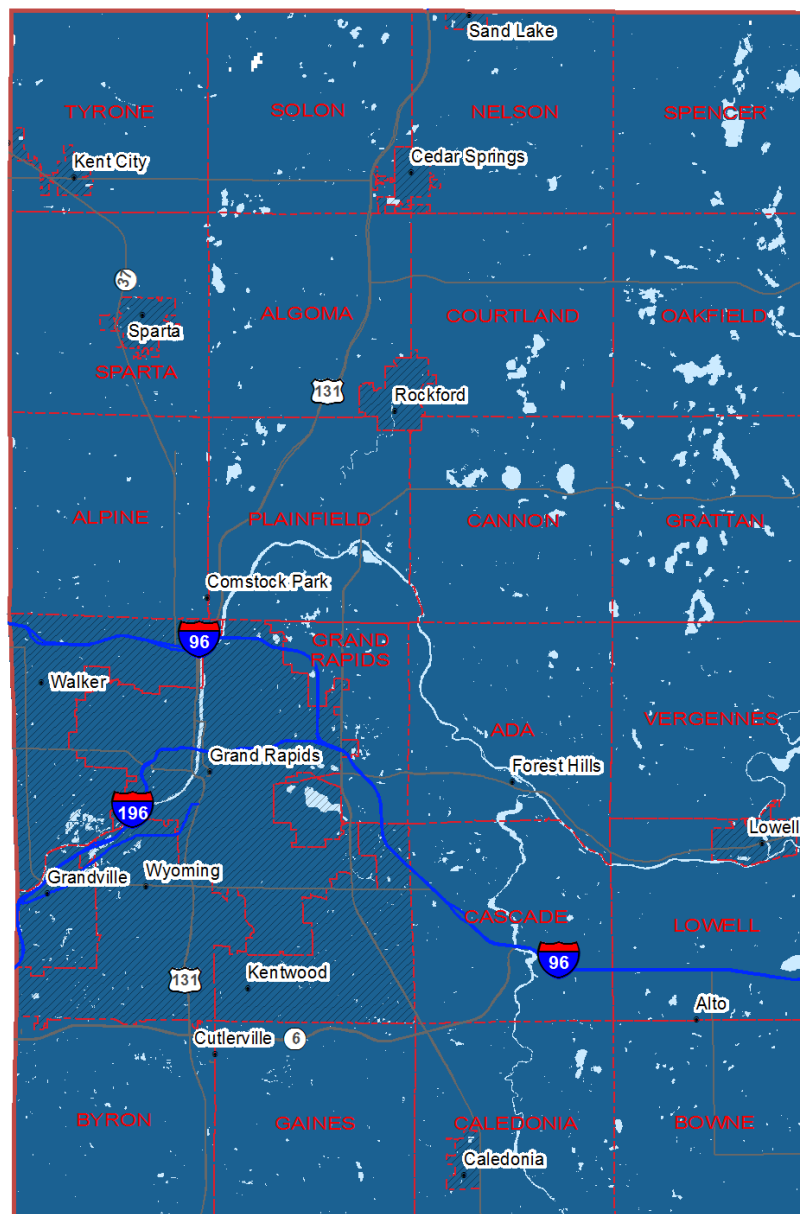 Sand Lake
TYRONE
SOLON
NELSON
SPENCER
Kent City
Cedar Springs
37
Sparta
ALGOMA
COURTLAND
OAKFIELD
SPARTA
131
Rockford
ALPINE
PLAINFIELD
CANNON
GRATTAN
Comstock Park
96
GRAND
RAPIDS
Walker
VERGENNES
ADA
Grand Rapids
Forest Hills
196
Lowell
Grandville
Wyoming
CASCADE
LOWELL
96
131
Kentwood
Alto
Cutlerville
6
BYRON
GAINES
CALEDONIA
BOWNE
Caledonia